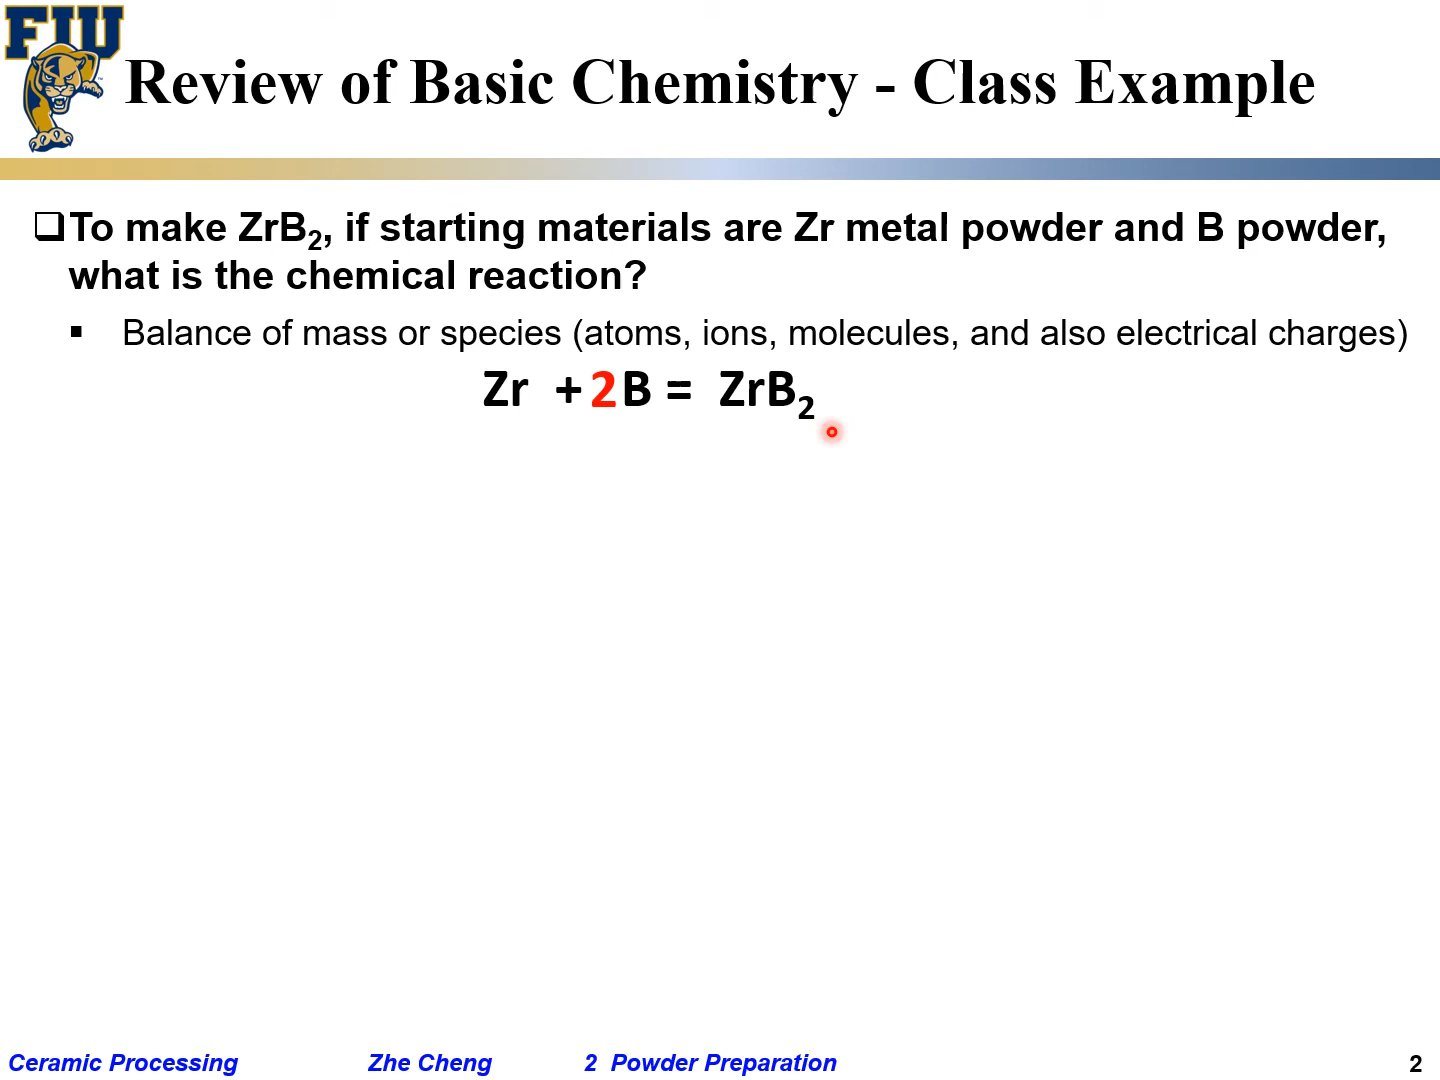 FIU
Review of Basic Chemistry - Class Example
❑To make ZrB₂, if starting materials are Zr metal powder and B powder,
what is the chemical reaction?
▪ Balance of mass or species (atoms, ions, molecules, and also electrical charges)
Zr + 2B = ZrB₂
Ceramic Processing Zhe Cheng 2 Powder Preparation 2